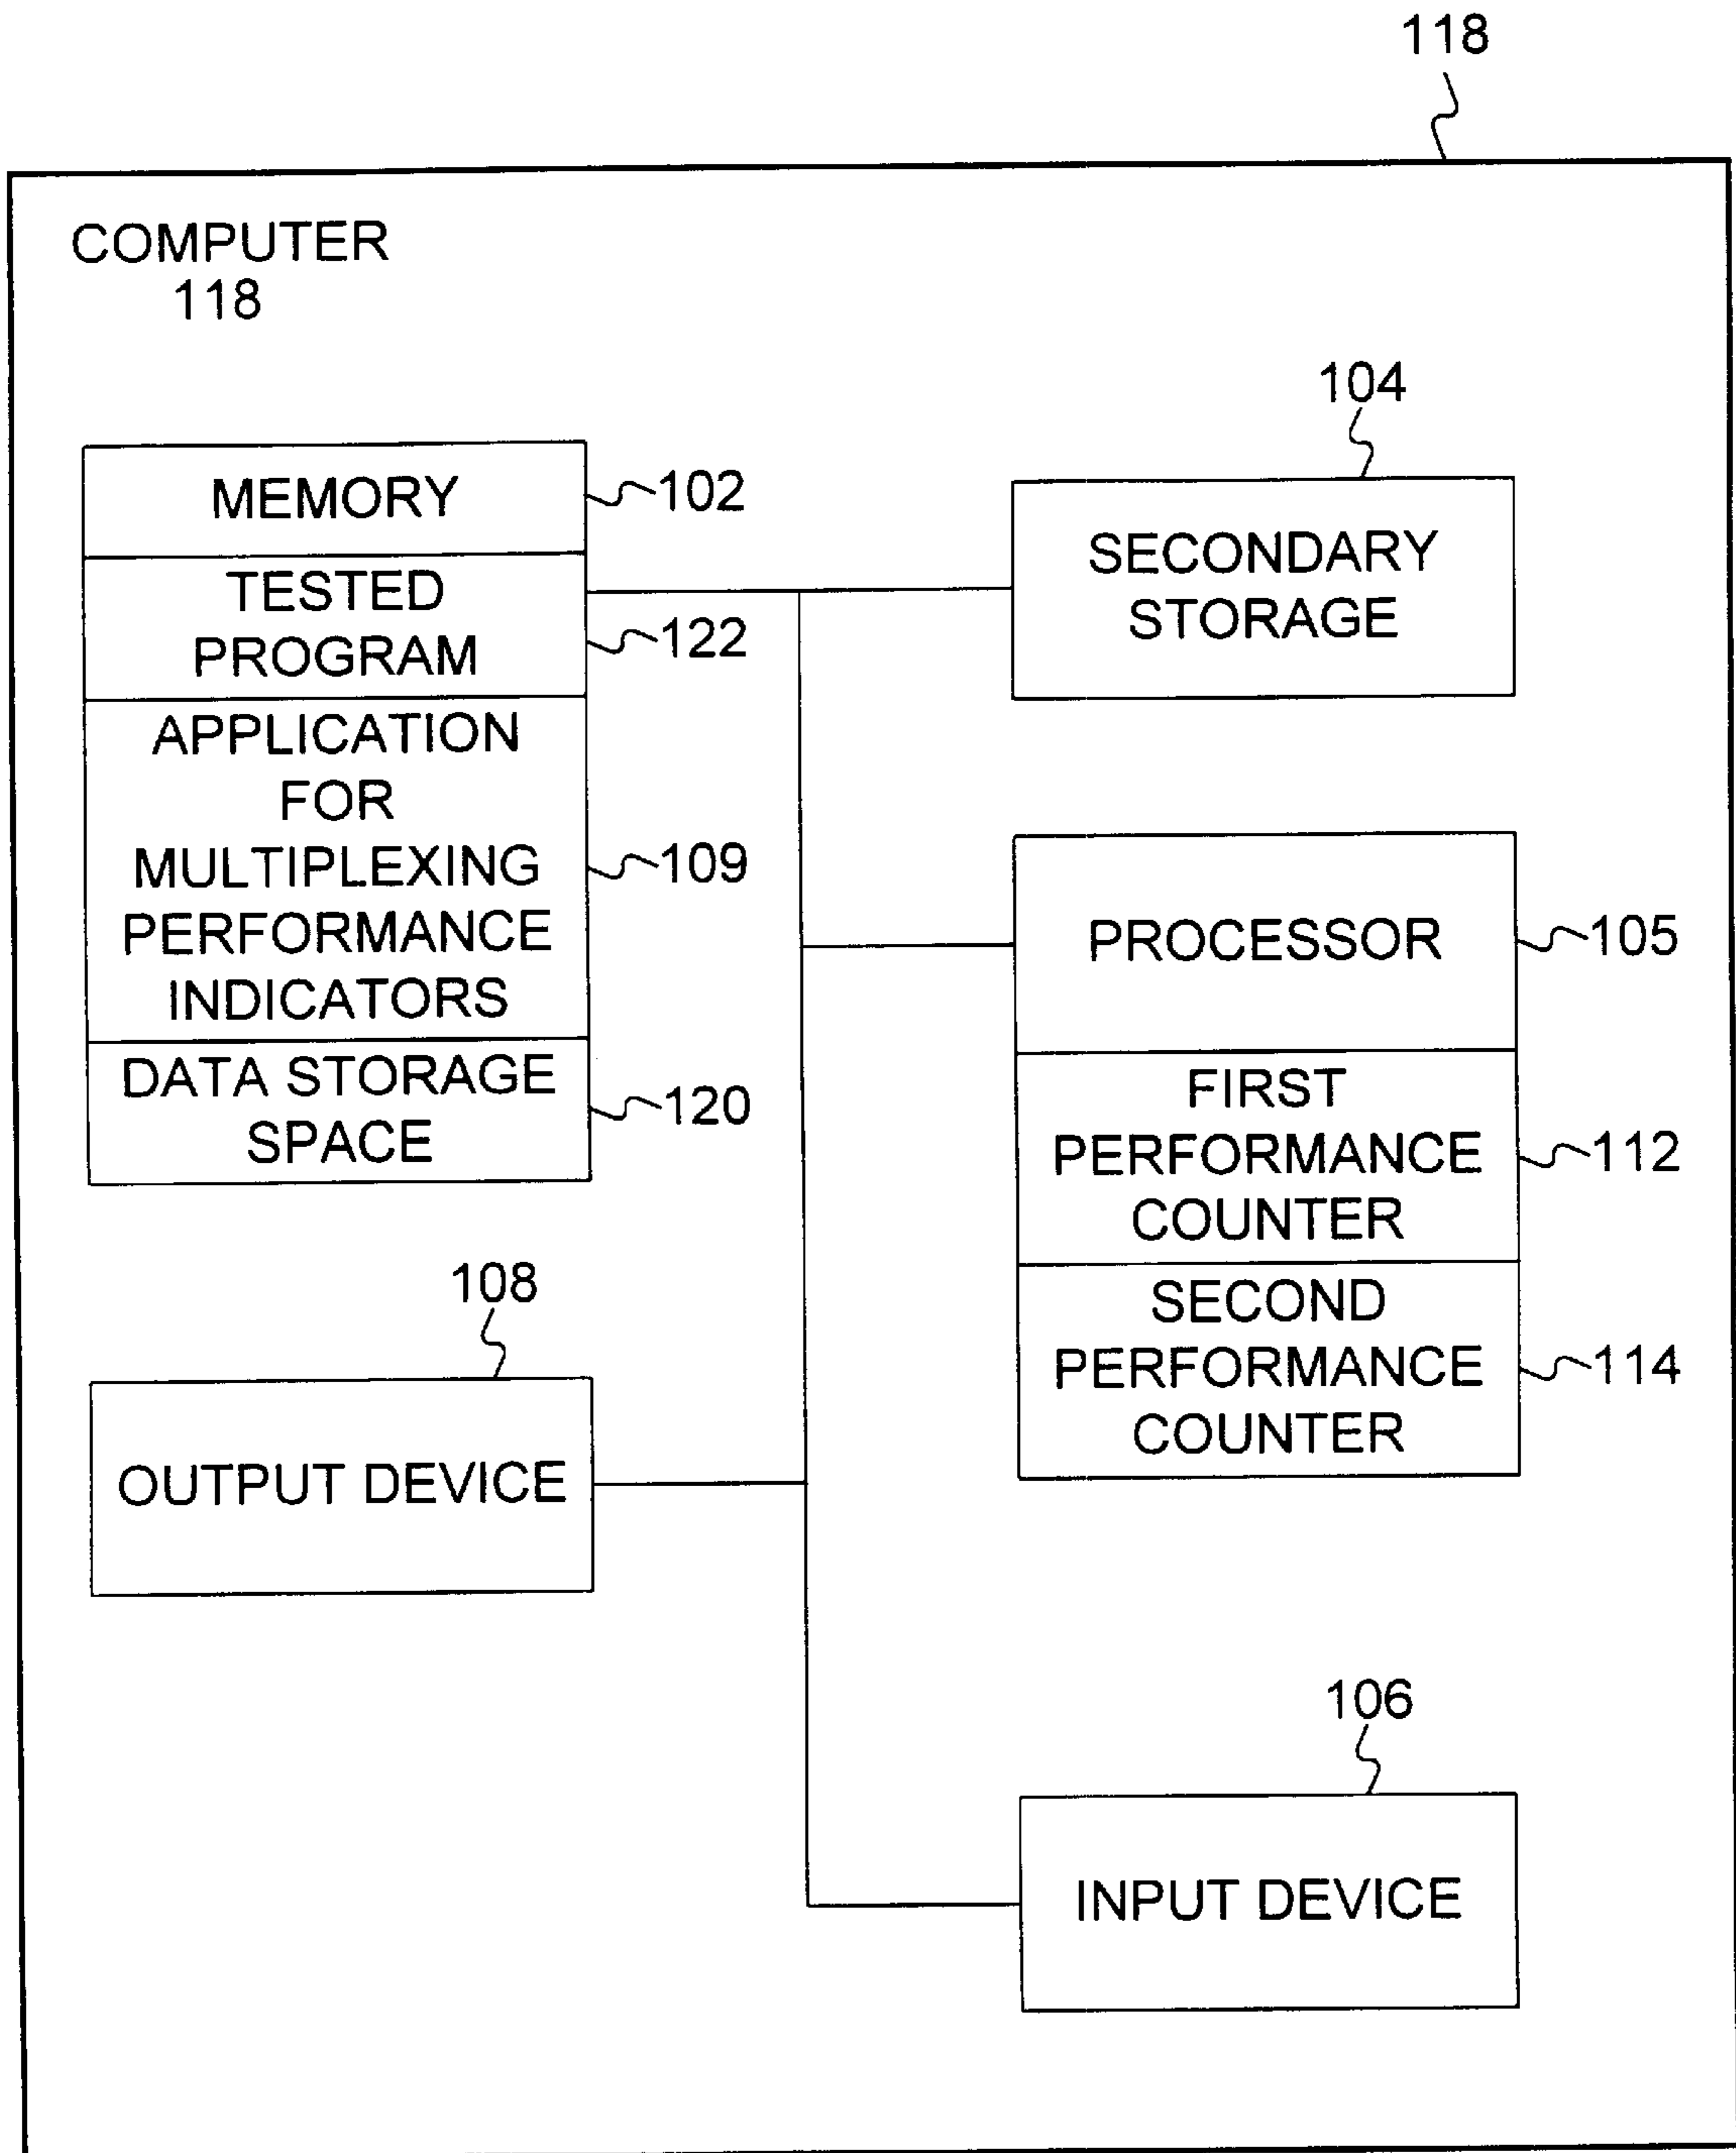 118
COMPUTER
118
104
MEMORY
102
SECONDARY
STORAGE
TESTED
PROGRAM
122
APPLICATION
FOR
MULTIPLEXING
PERFORMANCE
INDICATORS
109
PROCESSOR
105
DATA STORAGE
SPACE
120
FIRST
PERFORMANCE
COUNTER
112
SECOND
PERFORMANCE
COUNTER
114
108
OUTPUT DEVICE
106
INPUT DEVICE